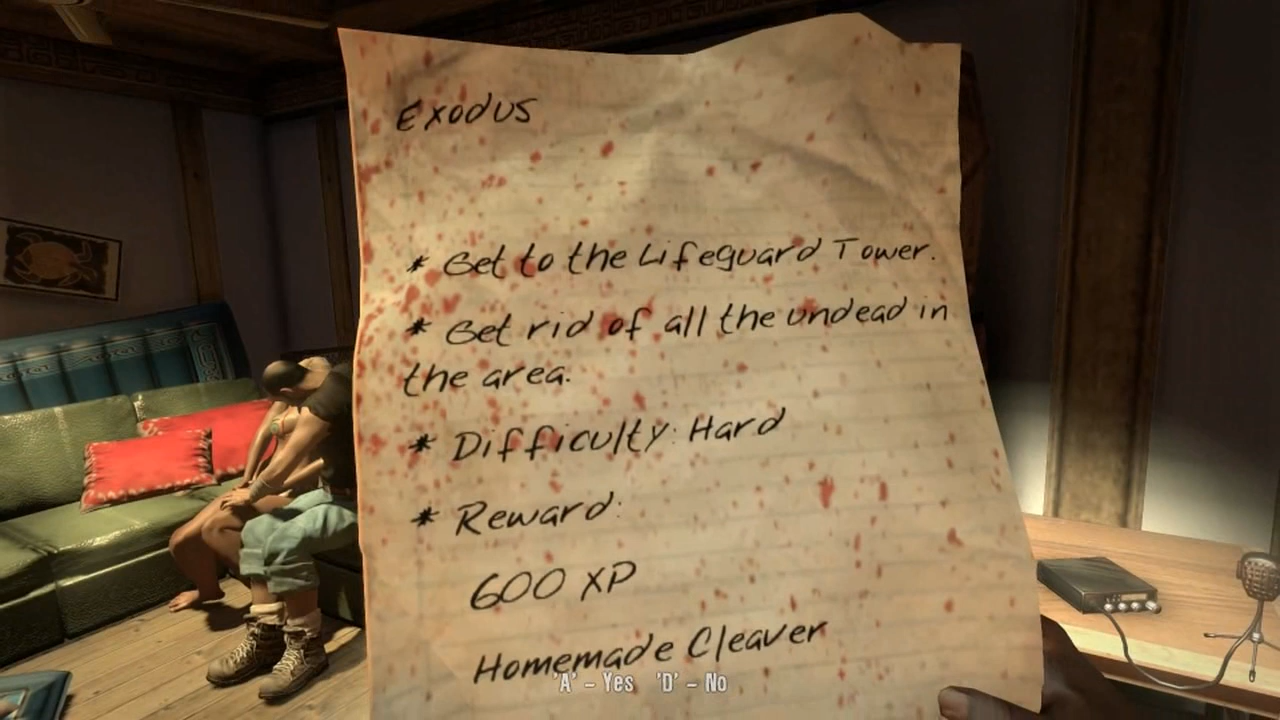 Exodus
* Get to the Lifeguard Tower.
* Get rid of all the undead in
the area.
* Difficulty: Hard
* Reward:
600 XP
Homemade Cleaver
'A' - Yes 'D' - No